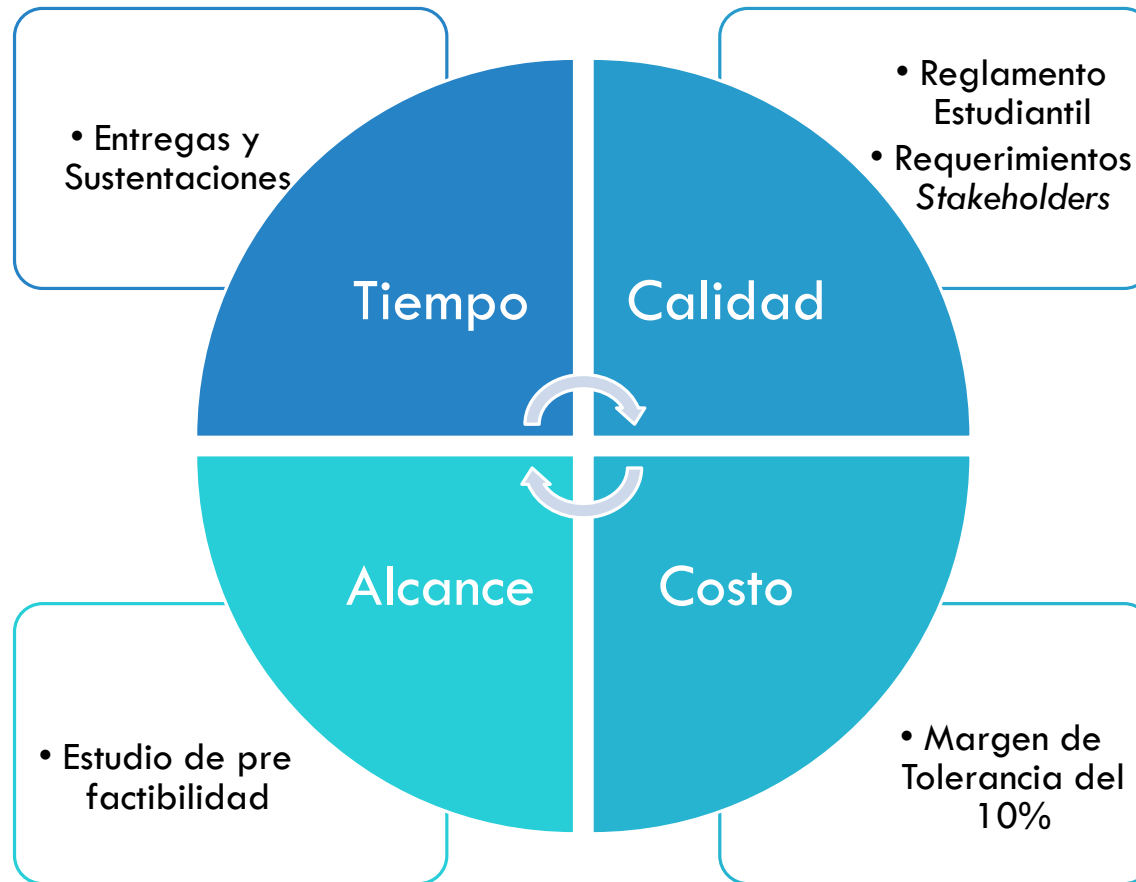 • Entregas y
Sustentaciones
• Reglamento
Estudiantil
• Requerimientos
Stakeholders
Tiempo
Calidad
Alcance
Costo
• Estudio de pre
factibilidad
• Margen de
Tolerancia del
10%